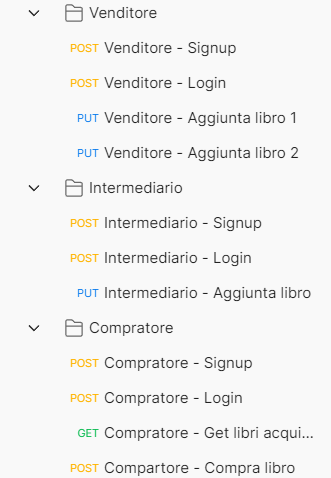 Venditore
POST Venditore - Signup
POST Venditore - Login
PUT Venditore - Aggiunta libro 1
PUT Venditore - Aggiunta libro 2
Intermediario
POST Intermediario - Signup
POST Intermediario - Login
PUT Intermediario - Aggiunta libro
Compratore
POST Compratore - Signup
POST Compratore - Login
GET Compratore - Get libri acqui...
POST Compartore - Compra libro